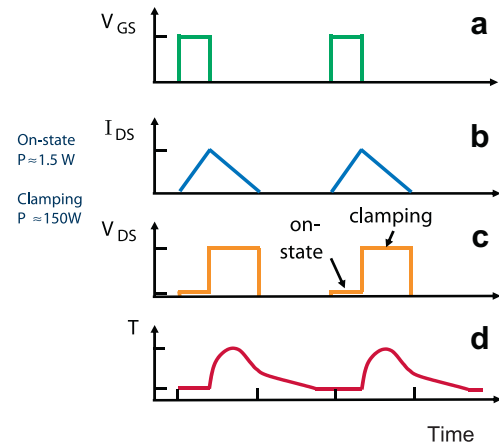 V GS
a
On-state
P ≈1.5 W
Clamping
P ≈150W
I DS
b
V DS
on-
state
clamping
c
T
d
Time